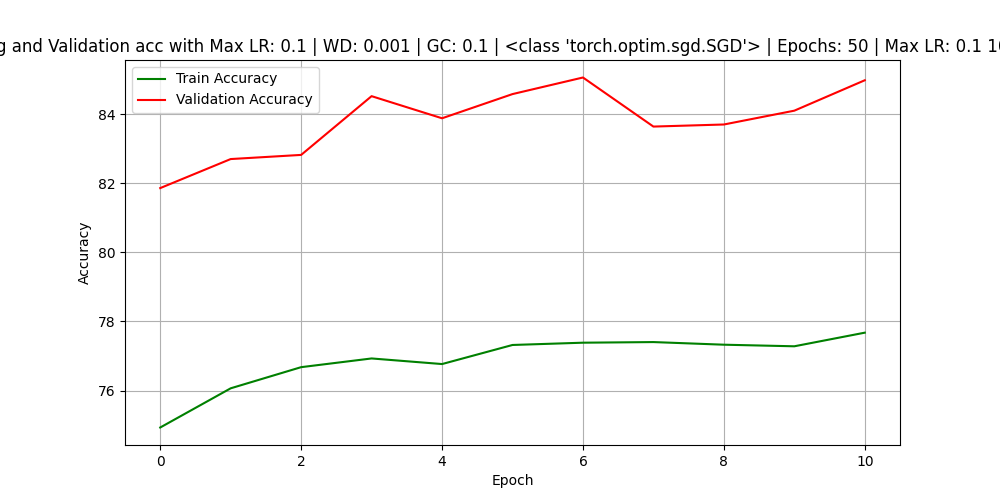 g and Validation acc with Max LR: 0.1 | WD: 0.001 | GC: 0.1 | <class 'torch.optim.sgd.SGD'> | Epochs: 50 | Max LR: 0.1
Train Accuracy
Validation Accuracy
84
82
80
78
76
Accuracy
0 2 4 6 8 10
Epoch